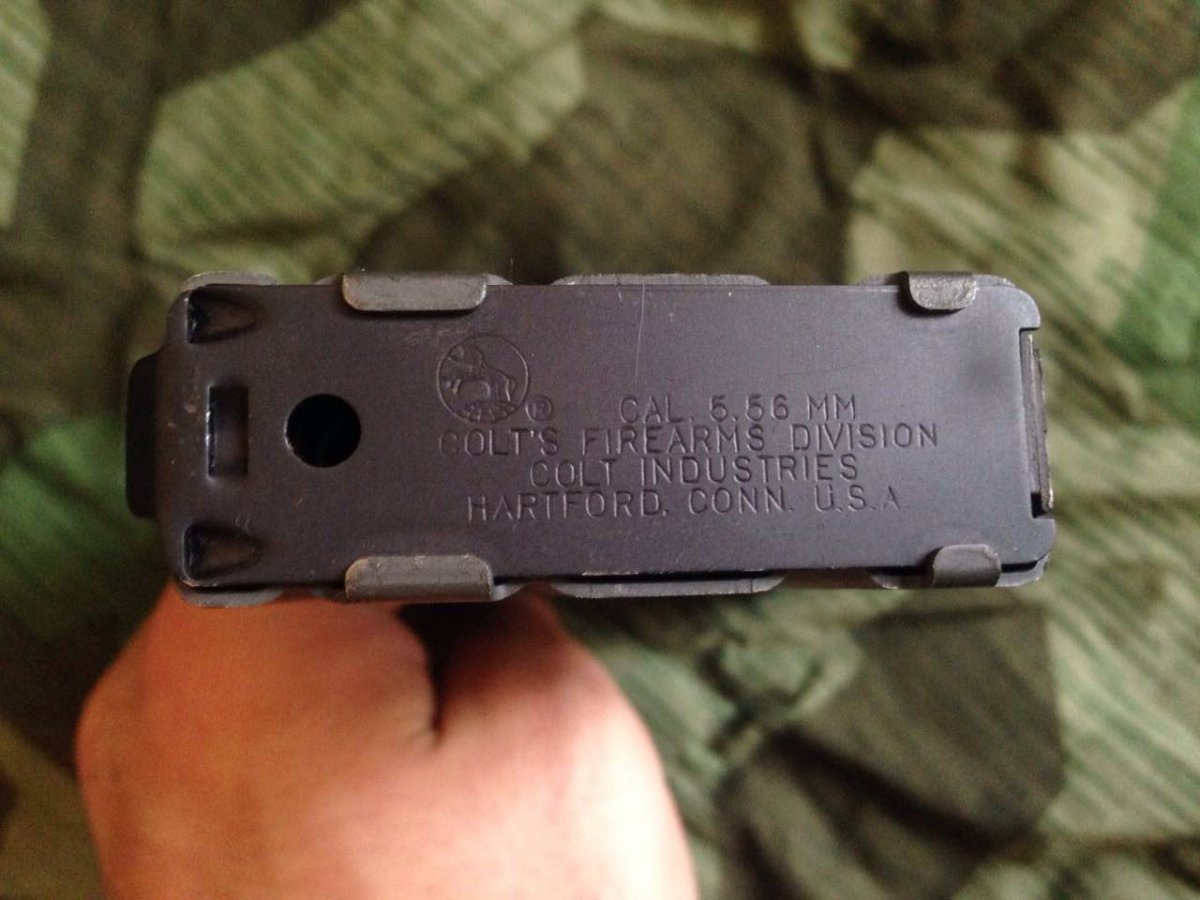 ® CAL. 5.56 MM
COLT'S FIREARMS DIVISION
COLT INDUSTRIES
HARTFORD, CONN. U.S.A.